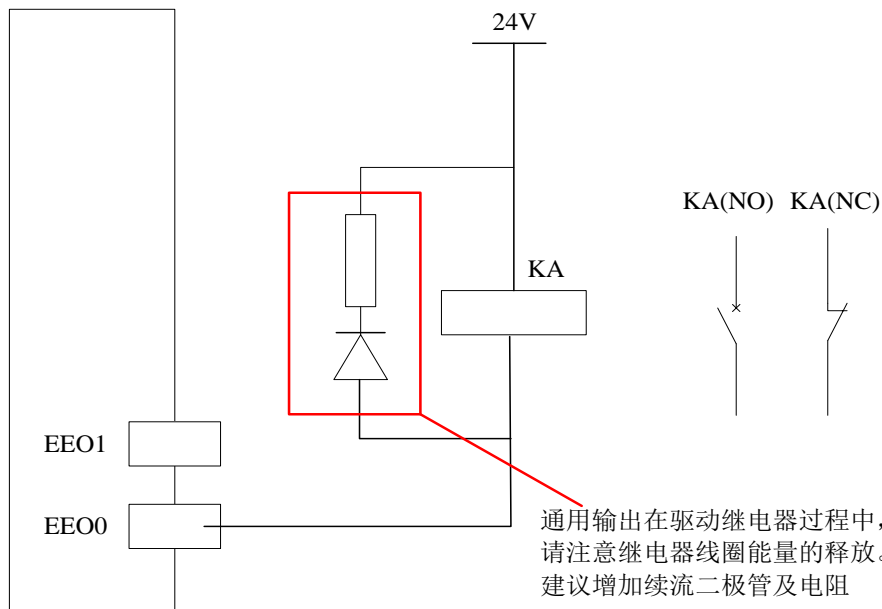 24V
KA(NO) KA(NC)
KA
EEO1
EEO0
通用输出在驱动继电器过程中，
请注意继电器线圈能量的释放。
建议增加续流二极管及电阻